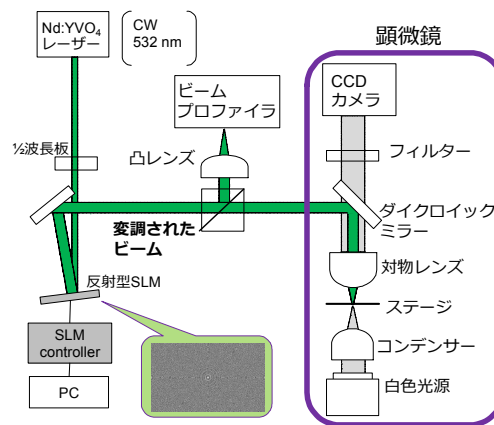 Nd:YVO4
レーザー
CW
532 nm
½波長板
ビーム
プロファイラ
凸レンズ
変調された
ビーム
反射型SLM
SLM
controller
PC
顕微鏡
CCD
カメラ
フィルター
ダイクロイック
ミラー
対物レンズ
ステージ
コンデンサー
白色光源